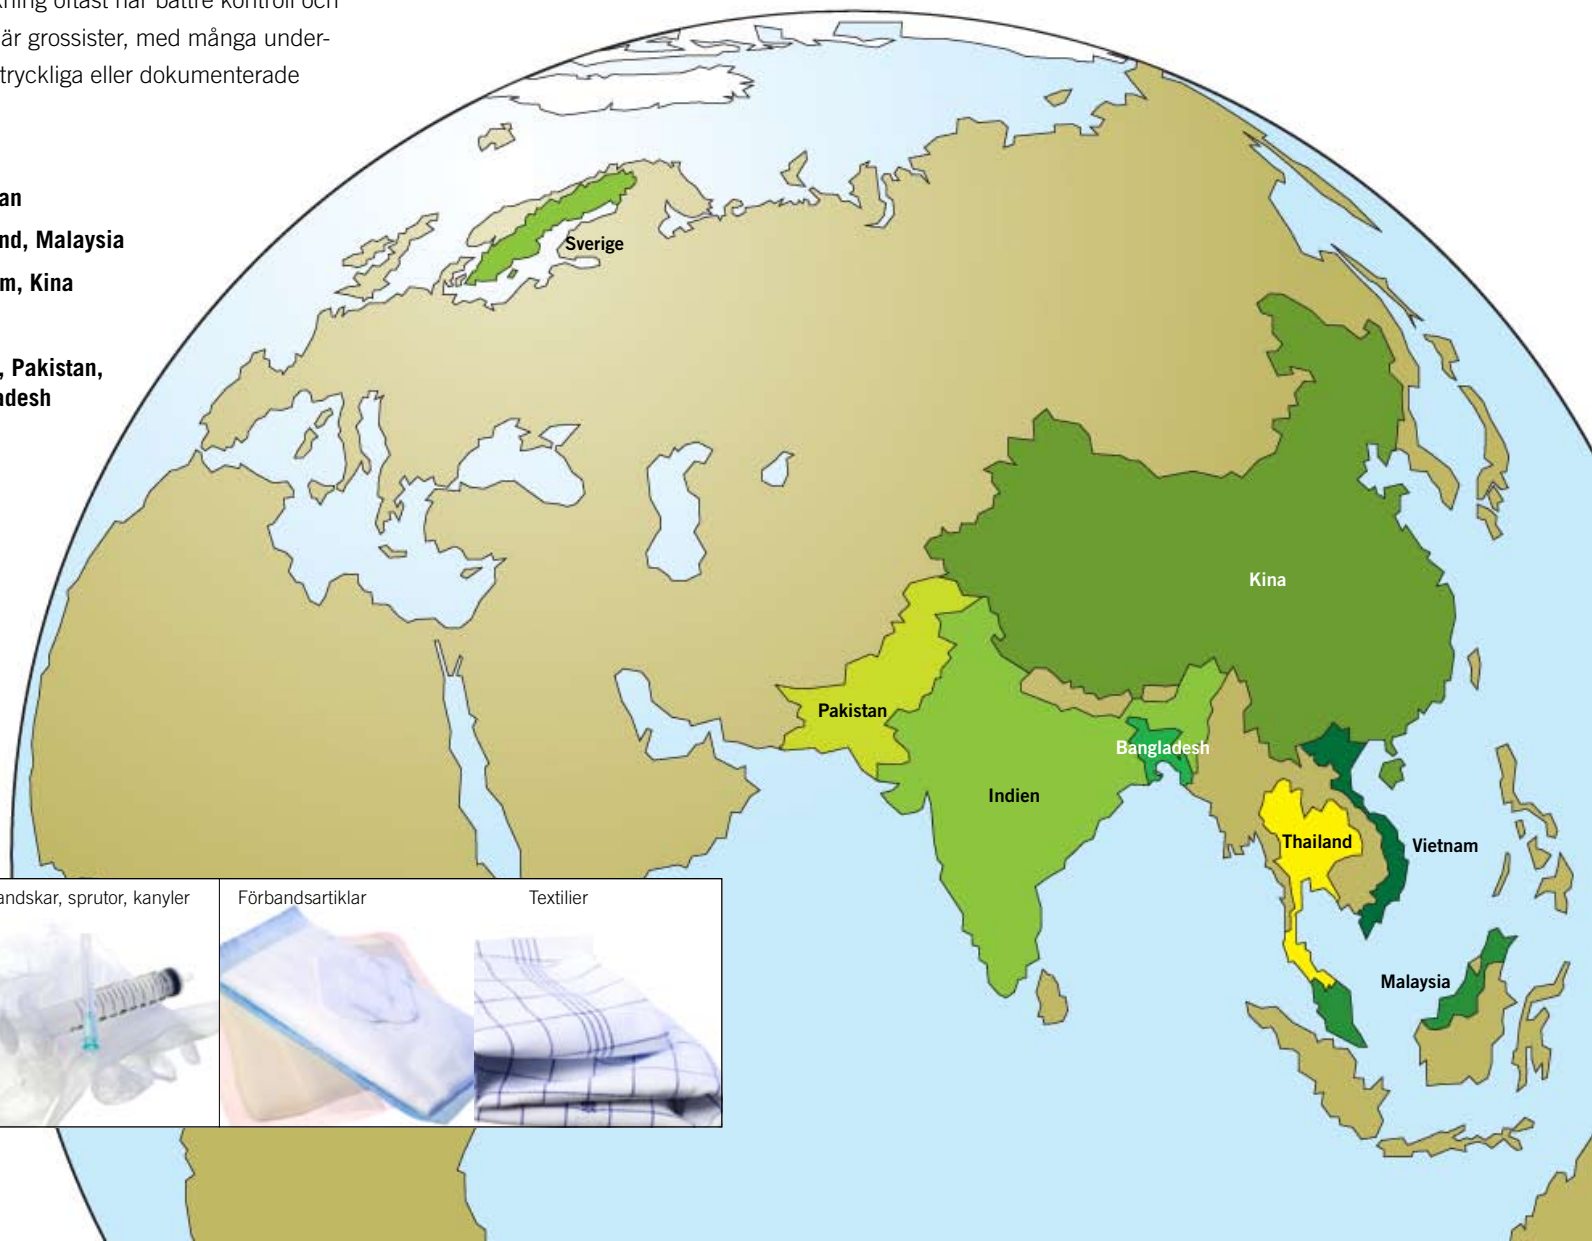 kning oftast har bättre kontroll och
är grossister, med många under-
tryckliga eller dokumenterade
an
nd, Malaysia
m, Kina
, Pakistan,
adesh
Sverige
Kina
Pakistan
Bangladesh
Indien
Thailand
Vietnam
Malaysia
andskar, sprutor, kanyler
Förbandsartiklar
Textilier